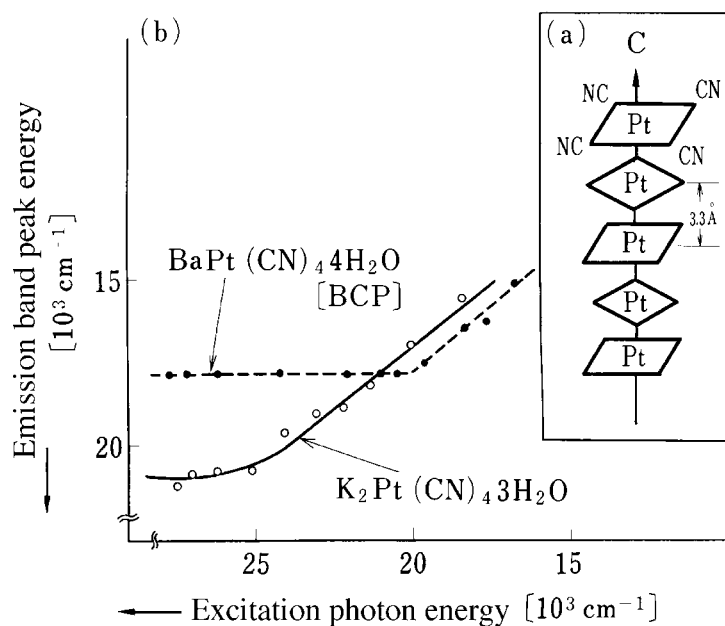 (b)
(a)
C
NC
CN
Pt
NC
CN
Pt
3.3Å
Pt
Pt
Pt
Emission band peak energy
[10³ cm⁻¹]
15
20
BaPt (CN)₄4H₂O
[BCP]
K₂Pt (CN)₄3H₂O
25
20
15
Excitation photon energy [10³ cm⁻¹]